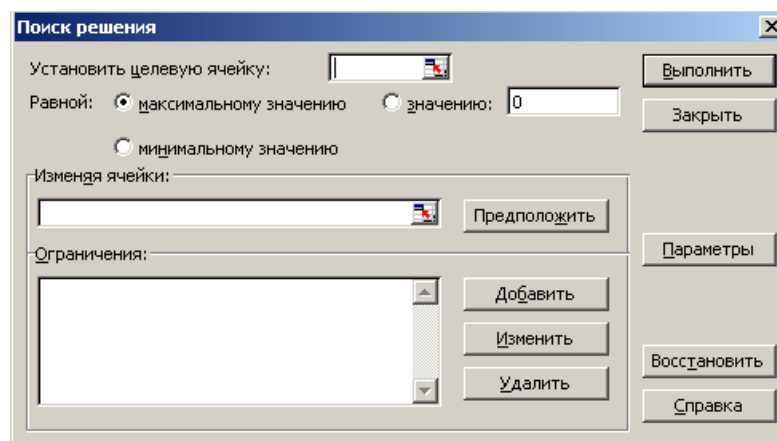 Поиск решения
Установить целевую ячейку:
Выполнить
Равной: максимальному значению значению: 0
Закрыть
минимальному значению
Изменяя ячейки:
Предположить
Параметры
Ограничения:
Добавить
Изменить
Восстановить
Удалить
Справка